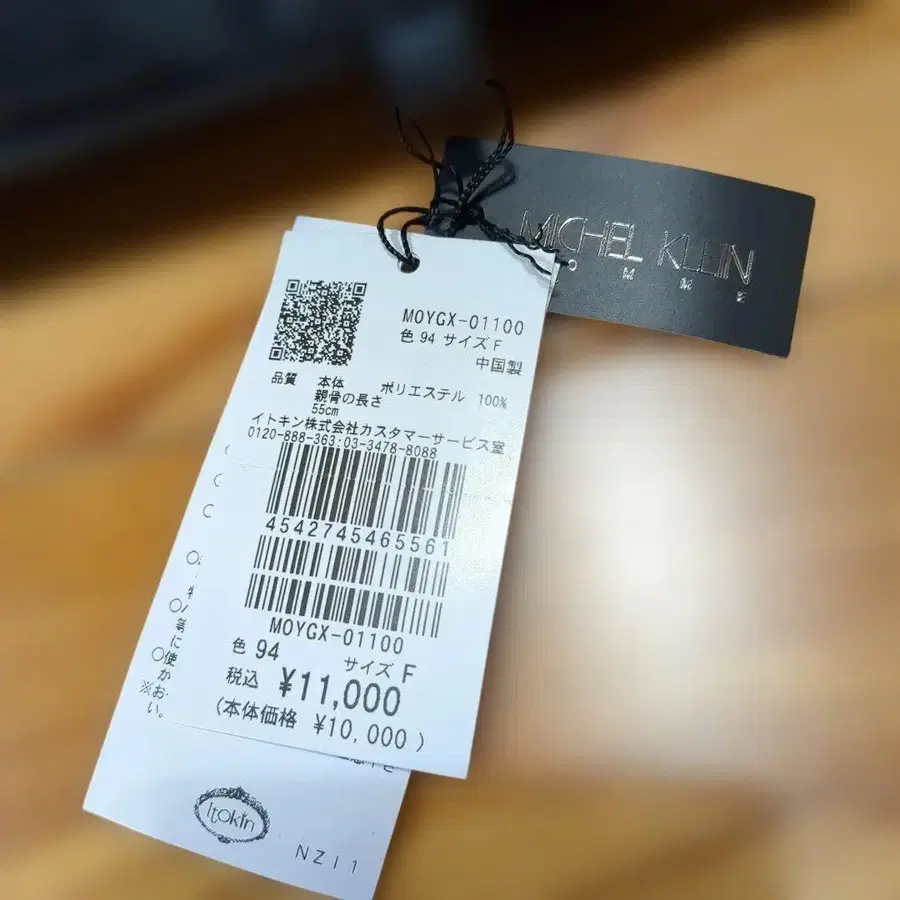 MICHEL KLEIN
MOYGX-01100
色 94 サイズ F
中国製
品質 本体 ポリエステル 100%
親骨の長さ
55cm
イトキン株式会社カスタマーサービス室
0120-888-363:03-3478-8088
4542745465561
MOYGX-01100
色 94 サイズ F
税込 ¥11,000
(本体価格 ¥10,000 )
Itokin
NZI1